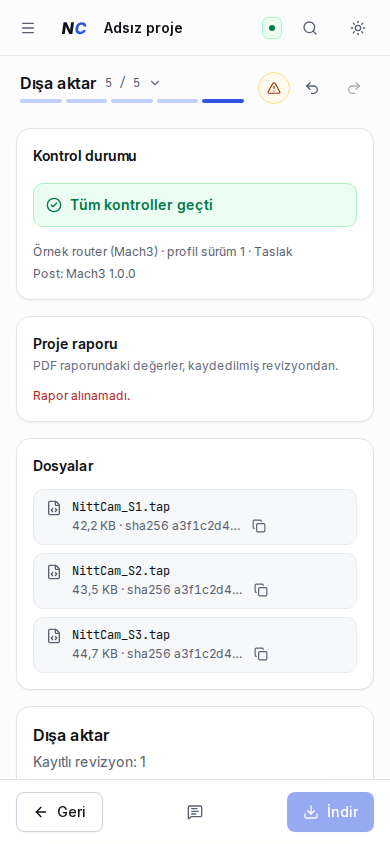 NC Adsız proje
Dışa aktar 5 / 5
Kontrol durumu
Tüm kontroller geçti
Örnek router (Mach3) · profil sürüm 1 · Taslak
Post: Mach3 1.0.0
Proje raporu
PDF raporundaki değerler, kaydedilmiş revizyondan.
Rapor alınamadı.
Dosyalar
NittCam_S1.tap
42,2 KB · sha256 a3f1c2d4…
NittCam_S2.tap
43,5 KB · sha256 a3f1c2d4…
NittCam_S3.tap
44,7 KB · sha256 a3f1c2d4…
Dışa aktar
Kayıtlı revizyon: 1
Geri
İndir